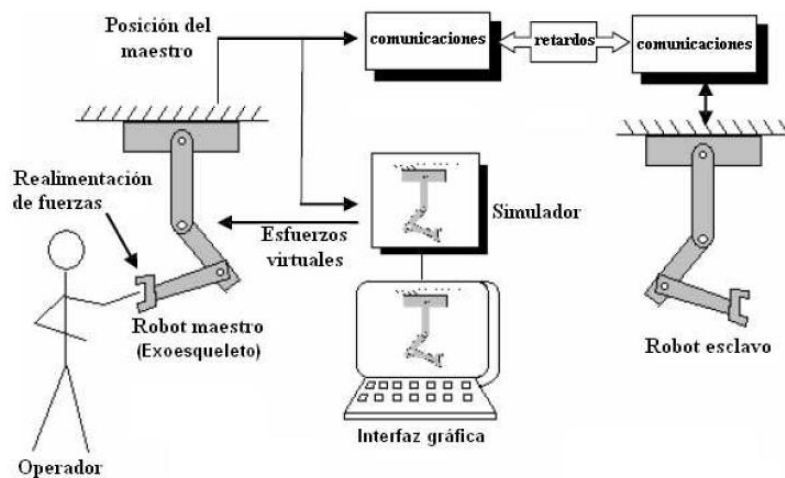 Posición del
maestro
comunicaciones
retardos
comunicaciones
Realimentación
de fuerzas
Esfuerzos
virtuales
Simulador
Robot maestro
(Exoesqueleto)
Robot esclavo
Interfaz gráfica
Operador